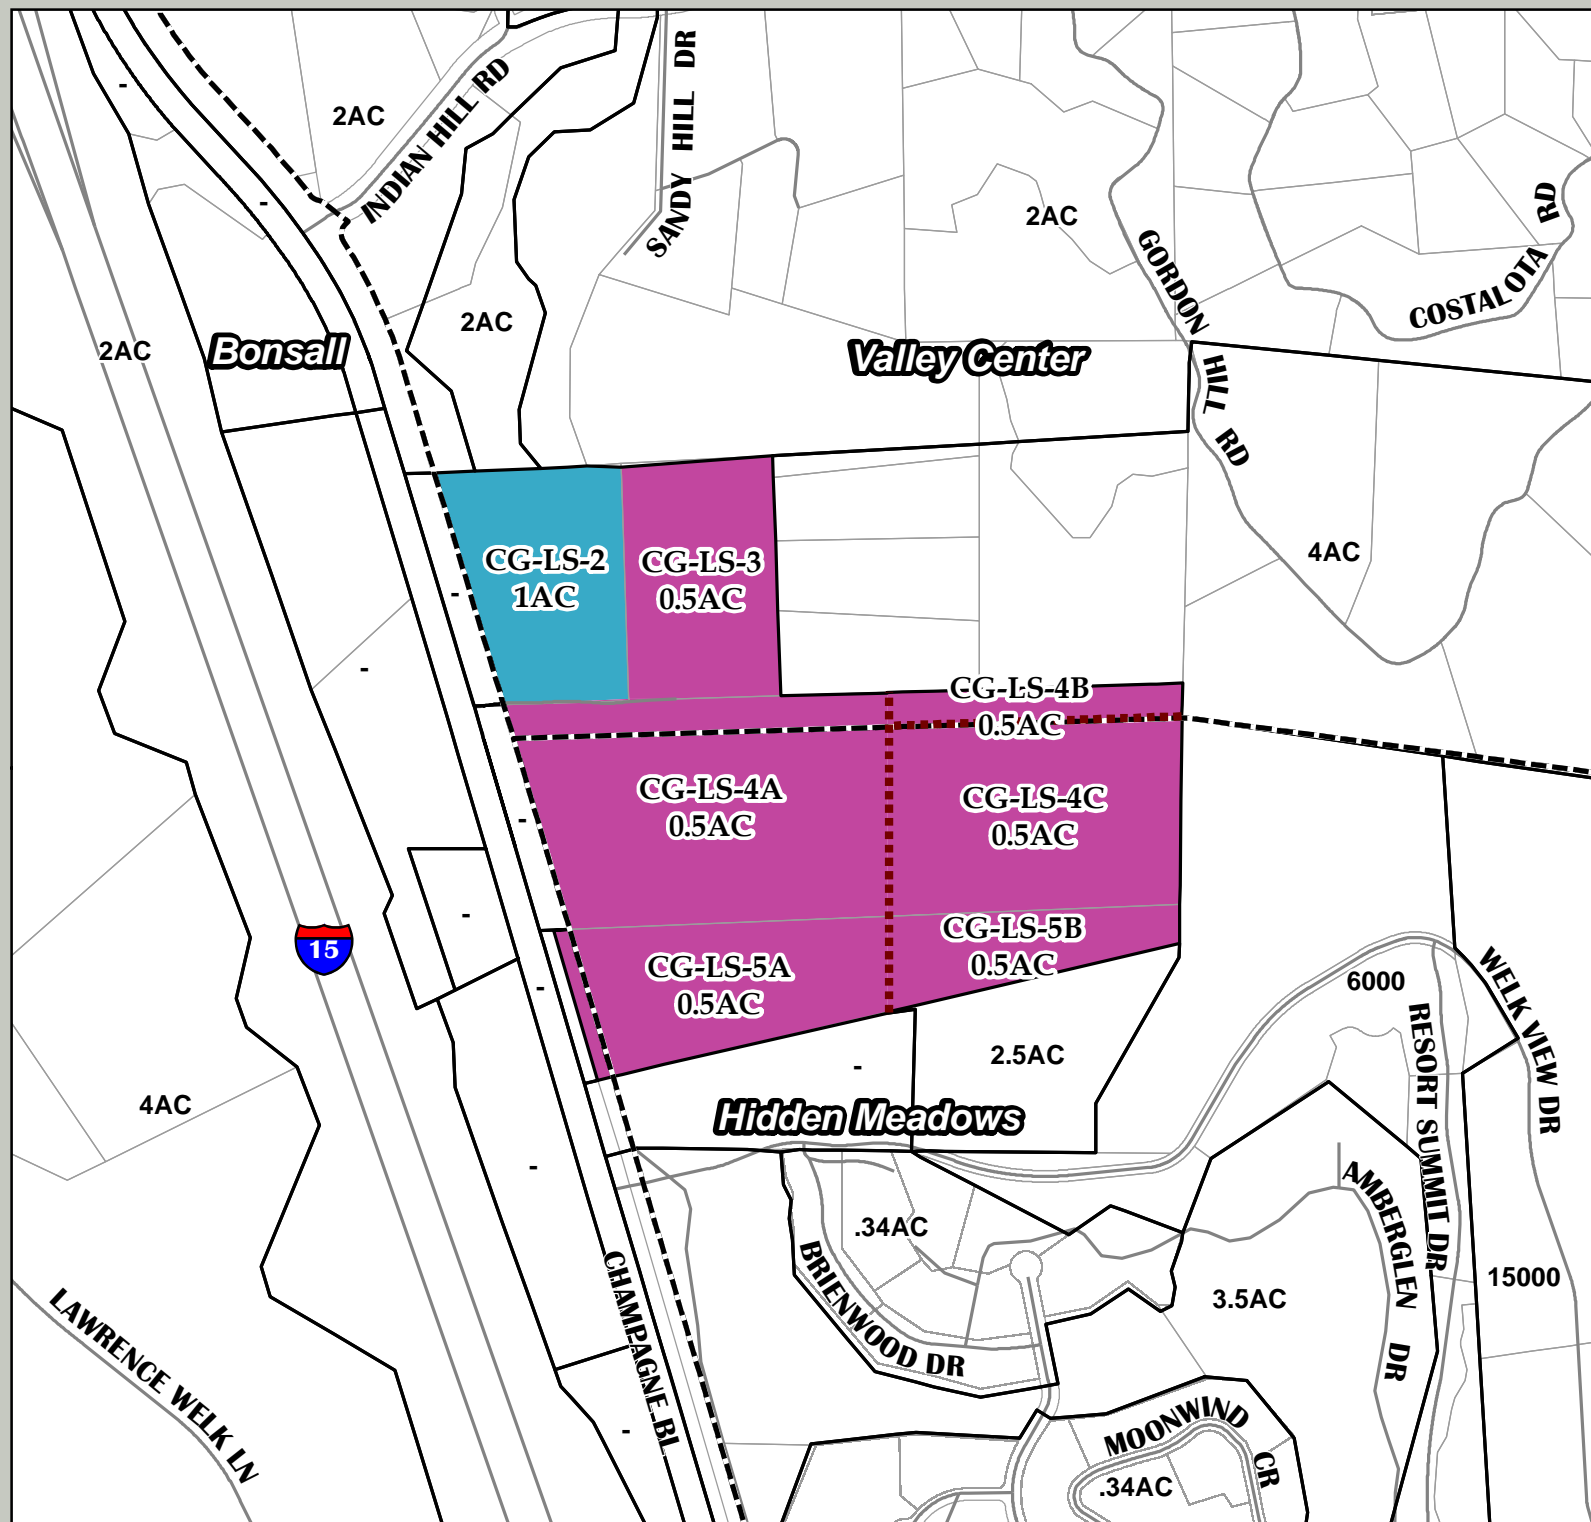 -
2AC
INDIAN HILL RD
SANDY HILL DR
-
2AC
GORDON HILL RD
COSTALOTA RD
2AC
2AC
Bonsall
Valley Center
CG-LS-2
1AC
CG-LS-3
0.5AC
4AC
-
-
CG-LS-4B
0.5AC
CG-LS-4A
0.5AC
CG-LS-4C
0.5AC
-
-
15
CG-LS-5A
0.5AC
CG-LS-5B
0.5AC
-
6000
WELK VIEW DR
RESORT SUMMIT DR
2.5AC
-
4AC
Hidden Meadows
-
.34AC
AMBERGLEN DR
BRIENWOOD DR
3.5AC
15000
CHAMPAGNE BL
LAWRENCE WELK LN
-
MOONWIND CR
.34AC